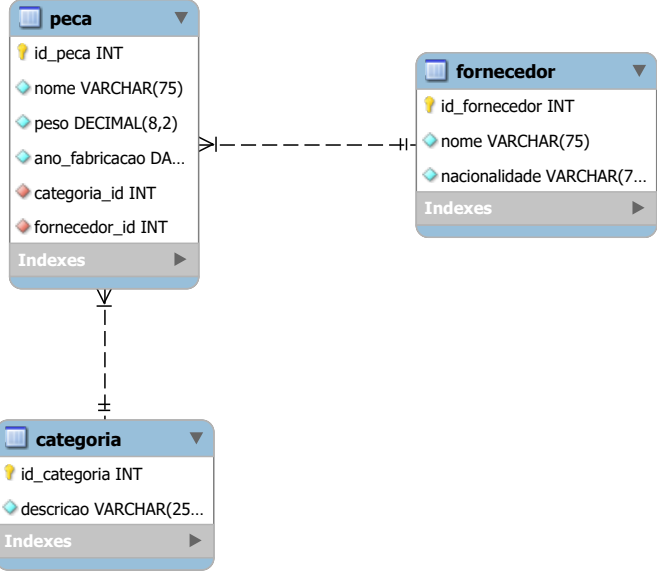 peca
id_peca INT
nome VARCHAR(75)
peso DECIMAL(8,2)
ano_fabricacao DA...
categoria_id INT
fornecedor_id INT
Indexes
fornecedor
id_fornecedor INT
nome VARCHAR(75)
nacionalidade VARCHAR(7...
Indexes
categoria
id_categoria INT
descricao VARCHAR(25...
Indexes